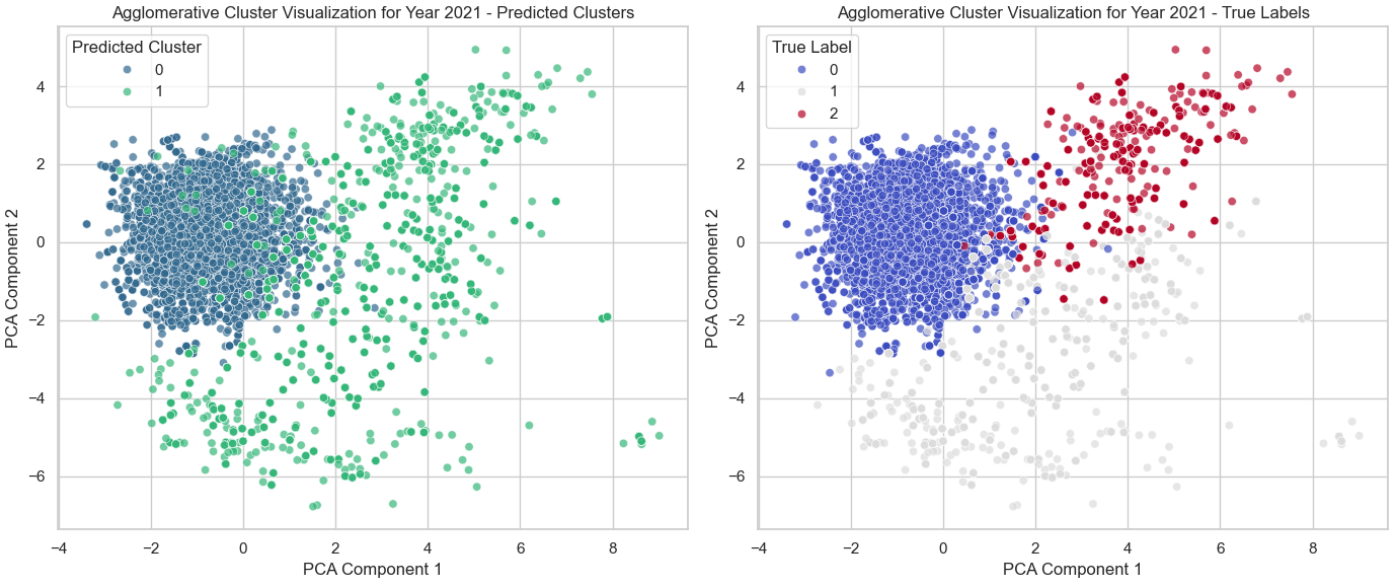 Agglomerative Cluster Visualization for Year 2021 - Predicted Clusters
Predicted Cluster
0
1
4
2
0
−2
−4
−6
PCA Component 2
−4 −2 0 2 4 6 8
PCA Component 1
Agglomerative Cluster Visualization for Year 2021 - True Labels
True Label
0
1
2
4
2
0
−2
−4
−6
PCA Component 2
−4 −2 0 2 4 6 8
PCA Component 1